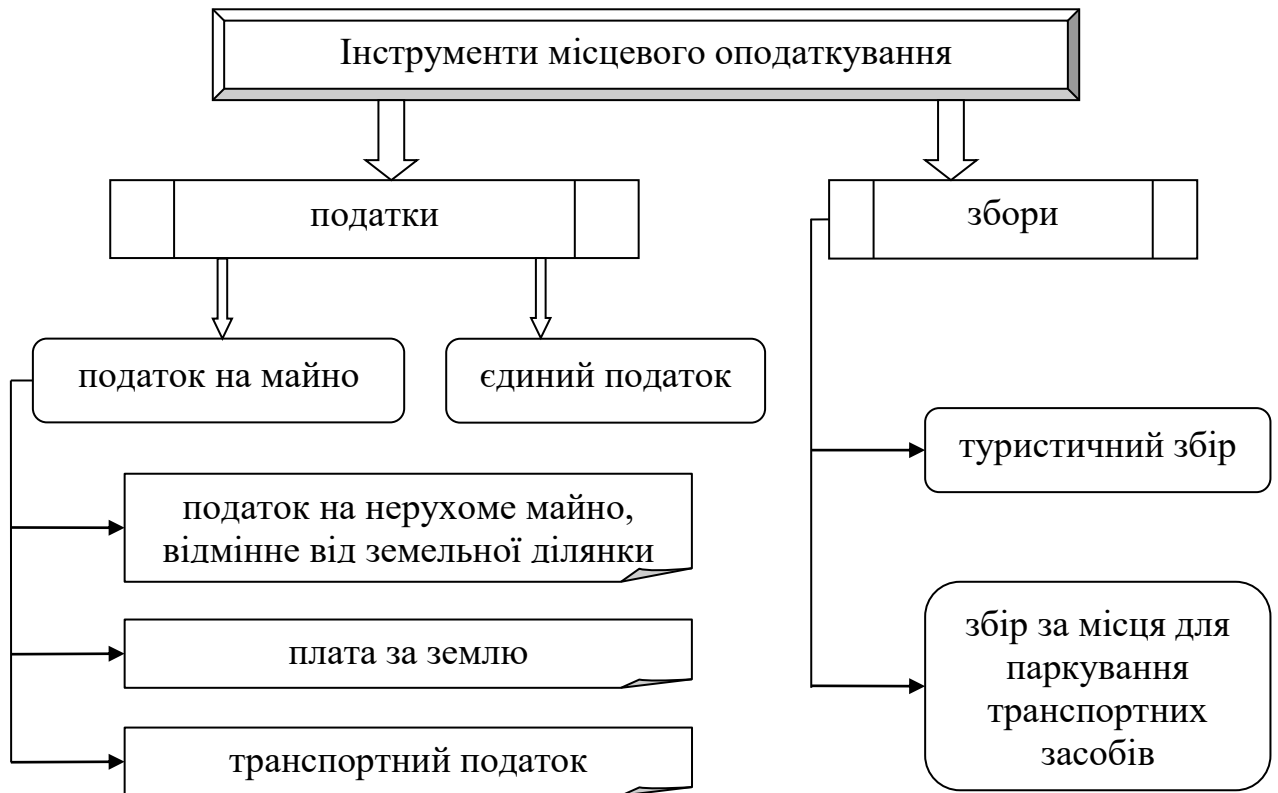 Інструменти місцевого оподаткування
податки
збори
податок на майно
єдиний податок
податок на нерухоме майно,
відмінне від земельної ділянки
плата за землю
транспортний податок
туристичний збір
збір за місця для
паркування
транспортних
засобів